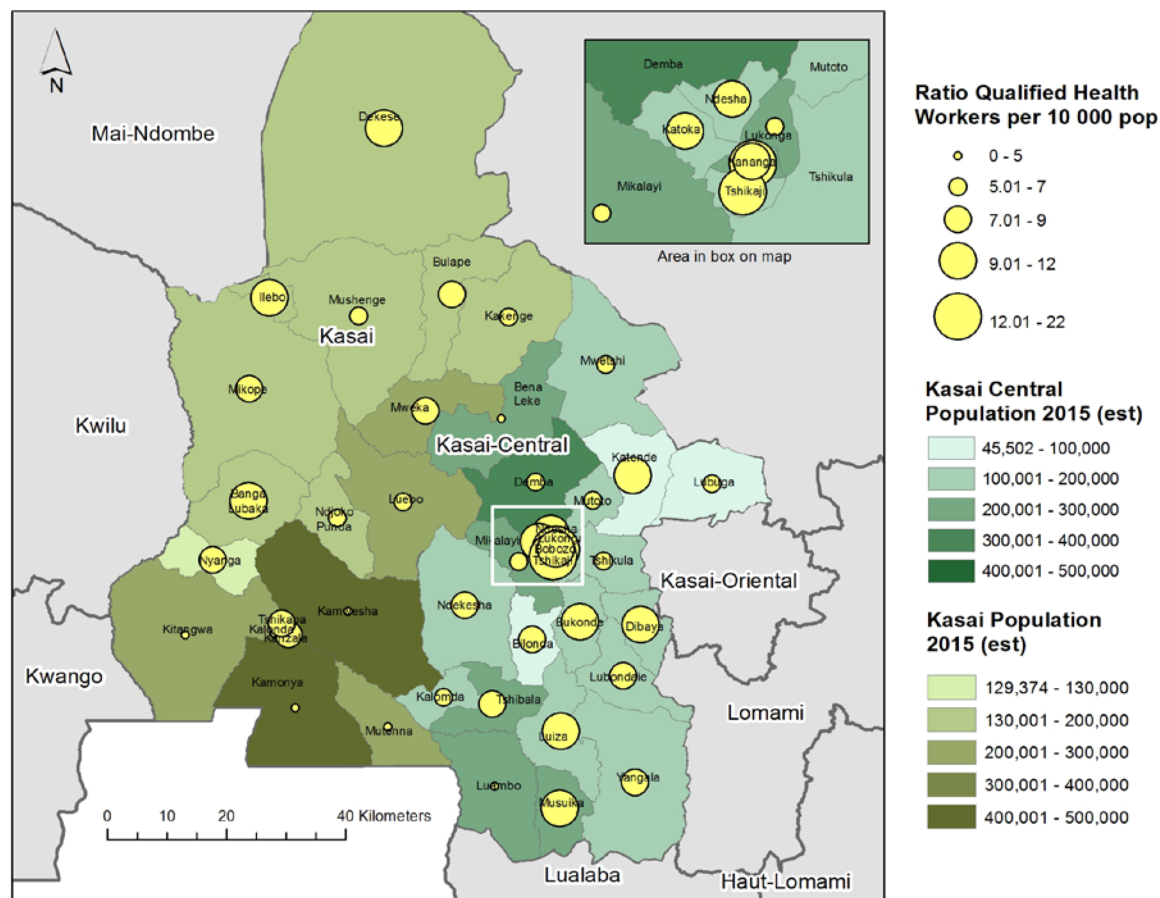 N
Mai-Ndombe
Dekese
Demba
Mutoto
Ndesha
Katoka
Lukonga
Kananga
Mikalayi
Tshikaji
Tshikula
Area in box on map
Bulape
Ilebo
Mushenge
Kakenge
Kasai
Mwetshi
Mikope
Bena
Leke
Mweka
Kwilu
Kasai-Central
Katende
Demba
Lubuga
Banga
Lubaka
Luebo
Mutoto
Ndjoko
Punda
Ndesha
Mikalayi
Lukonga
Bobozo
Tshikaji
Tshikula
Nyanga
Kasai-Oriental
Ndekesha
Kamuesha
Tshikapa
Kalonda
Kanzala
Kitangwa
Bukonde
Dibaya
Bilonda
Kwango
Kamonya
Lubondaie
Kalomda
Tshibala
Lomami
Mutenna
Luiza
Luambo
Yangala
Musuika
0 10 20 40 Kilometers
Lualaba
Haut-Lomami
Ratio Qualified Health
Workers per 10 000 pop
0 - 5
5.01 - 7
7.01 - 9
9.01 - 12
12.01 - 22
Kasai Central
Population 2015 (est)
45,502 - 100,000
100,001 - 200,000
200,001 - 300,000
300,001 - 400,000
400,001 - 500,000
Kasai Population
2015 (est)
129,374 - 130,000
130,001 - 200,000
200,001 - 300,000
300,001 - 400,000
400,001 - 500,000